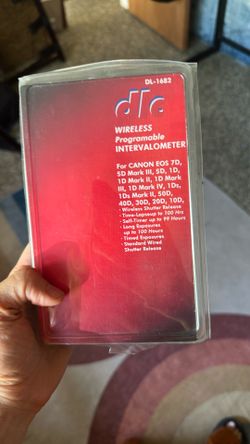 DL-1682
dlc
WIRELESS
Programable
INTERVALOMETER
For CANON EOS 7D,
5D Mark III, 5D, 1D,
1D Mark II, 1D Mark
III, 1D Mark IV, 1Ds,
1Ds Mark II, 50D,
40D, 30D, 20D, 10D,
• Wireless Shutter Release
• Time-Lapse up to 100 Hrs
• Self-Timer up to 99 Hours
• Long Exposures
up to 100 Hours
• Timed Exposures
• Standard Wired
Shutter Release